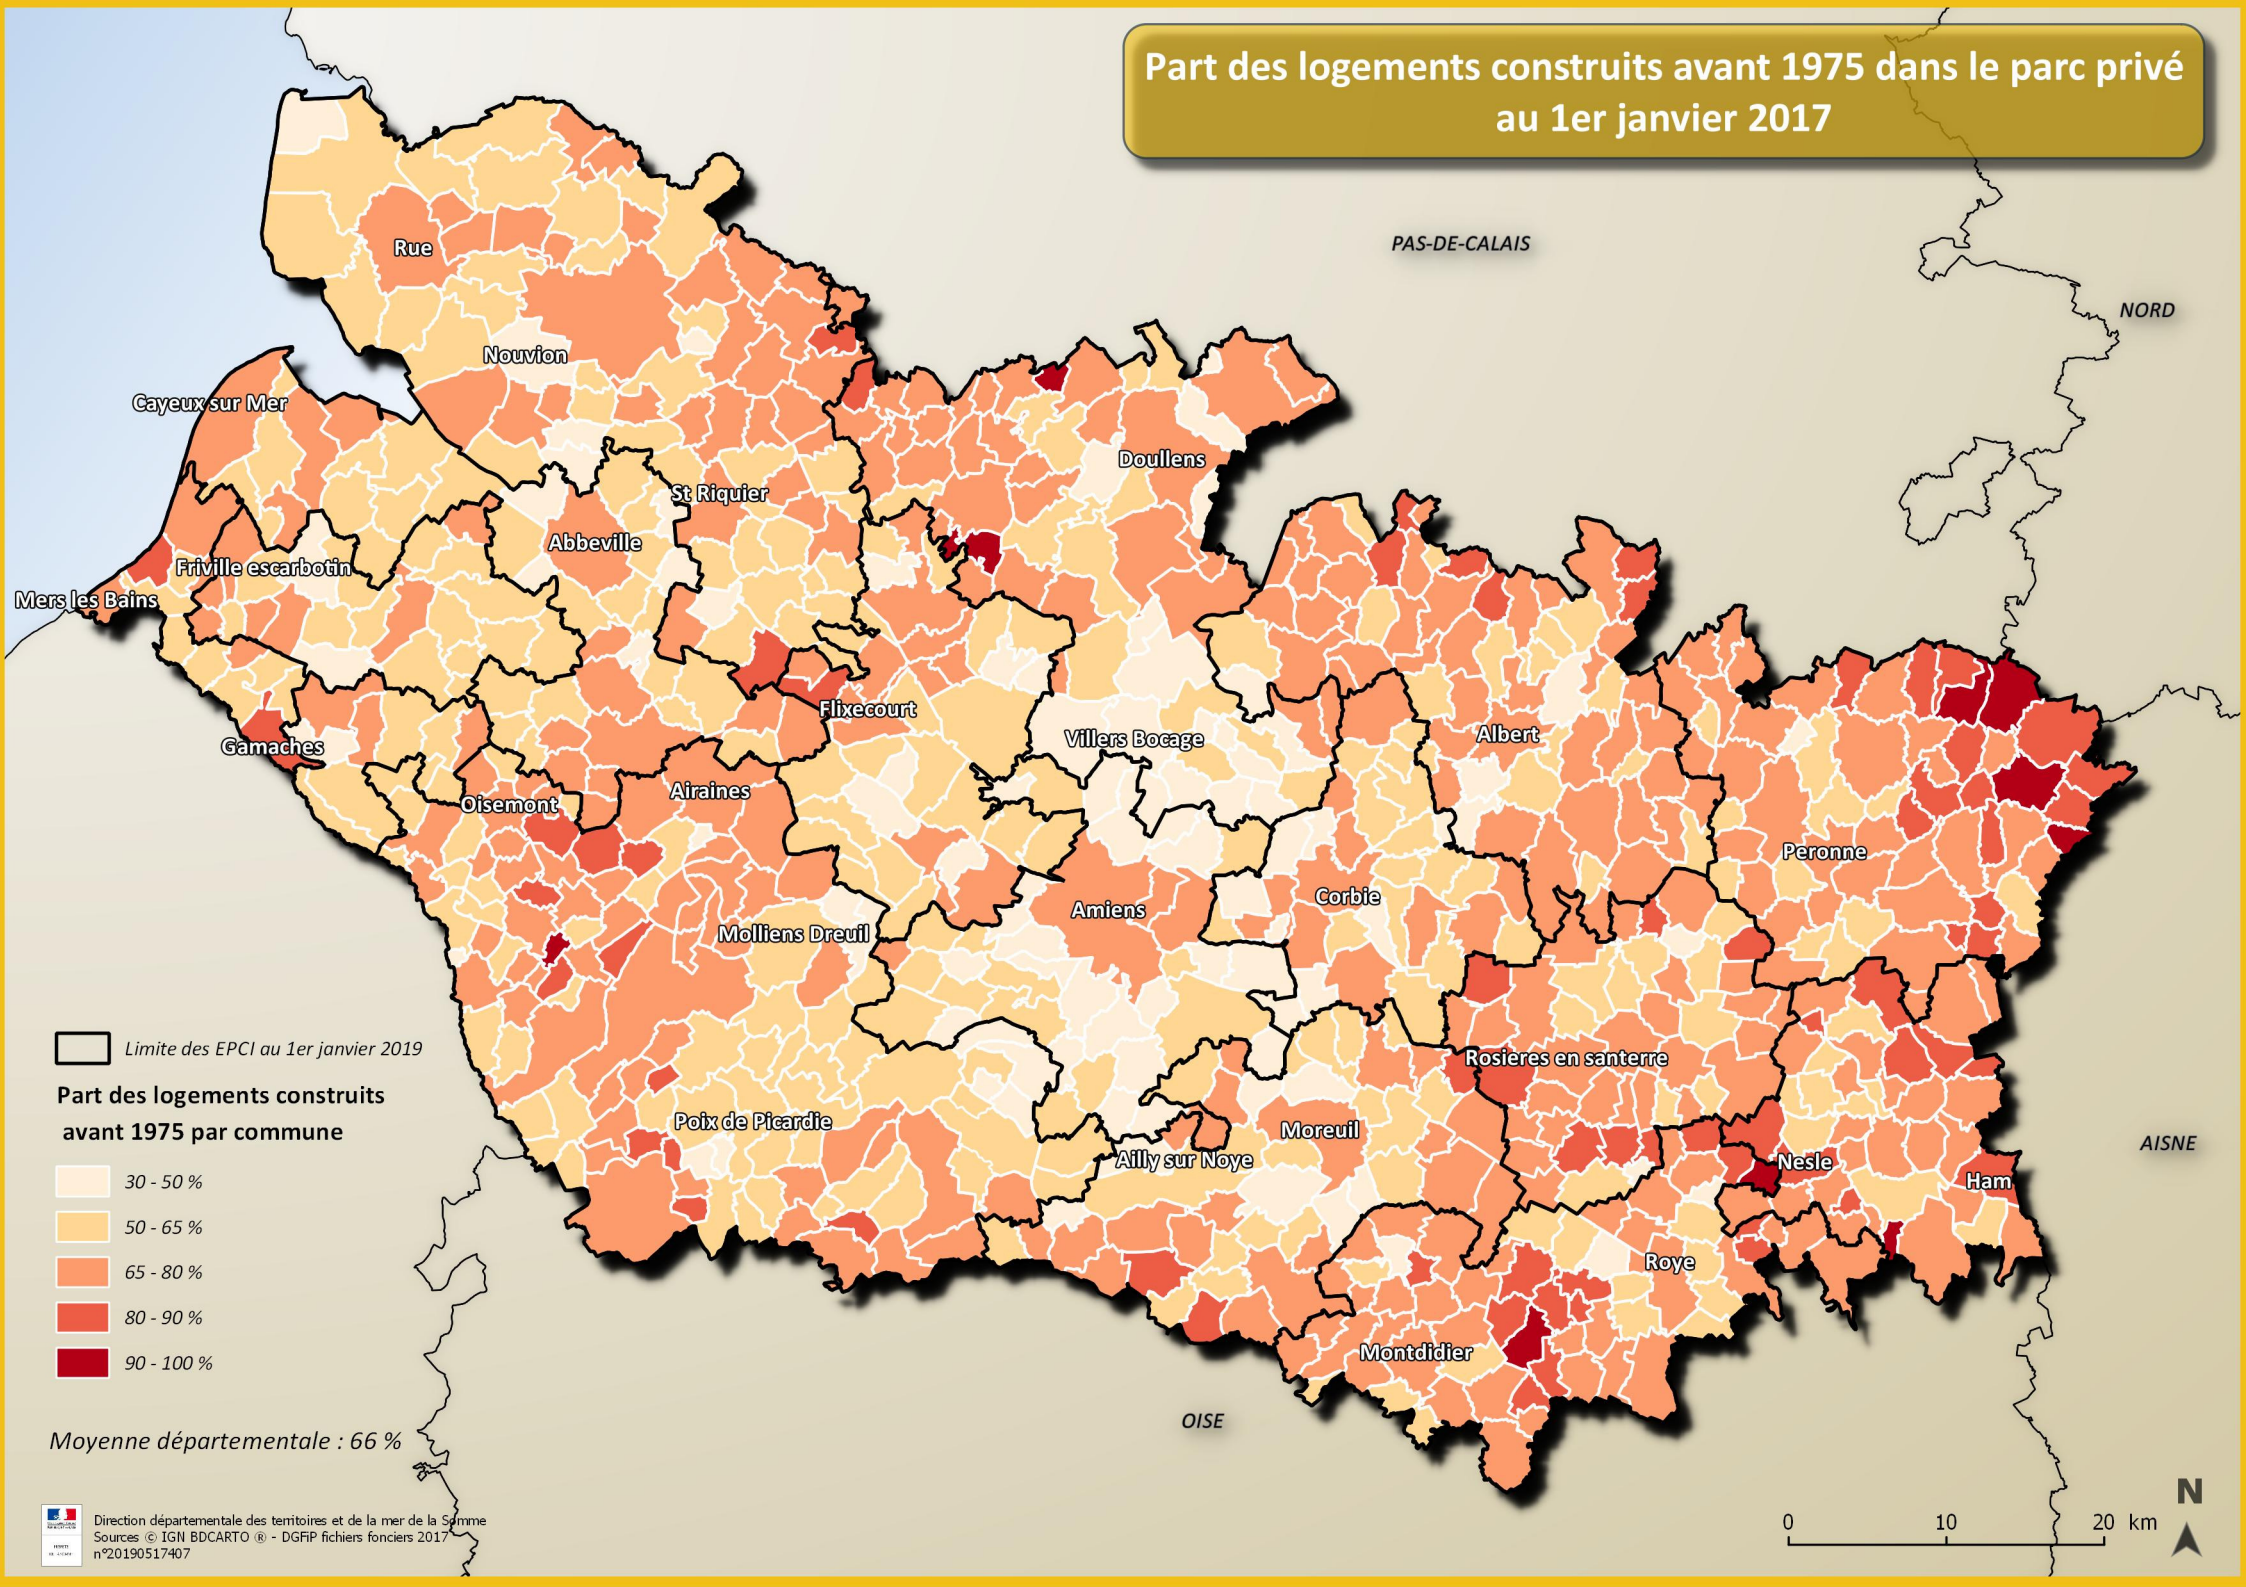 Part des logements construits avant 1975 dans le parc privé
au 1er janvier 2017
PAS-DE-CALAIS
NORD
Rue
Nouvion
Cayeux sur Mer
Doullens
St Riquier
Abbeville
Friville escarbotin
Mers les Bains
Flixecourt
Villers Bocage
Albert
Gamaches
Airaines
Oisemont
Peronne
Corbie
Amiens
Molliens Dreuil
Rosieres en santerre
Poix de Picardie
Moreuil
Ailly sur Noye
Nesle
Ham
AISNE
Roye
Montdidier
OISE
Limite des EPCI au 1er janvier 2019
Part des logements construits
avant 1975 par commune
30 - 50 %
50 - 65 %
65 - 80 %
80 - 90 %
90 - 100 %
Moyenne départementale : 66 %
Direction départementale des territoires et de la mer de la Somme
Sources © IGN BDCARTO ® - DGFiP fichiers fonciers 2017
n°20190517407
N
0 10 20 km